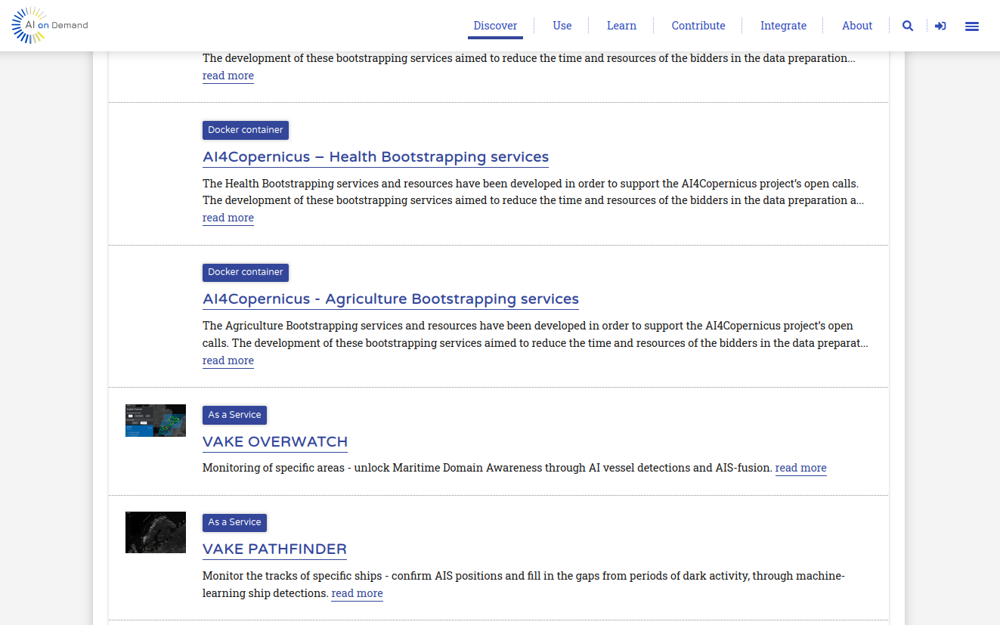 AI on Demand
Discover
Use
Learn
Contribute
Integrate
About
The development of these bootstrapping services aimed to reduce the time and resources of the bidders in the data preparation...
read more
Docker container
AI4Copernicus – Health Bootstrapping services
The Health Bootstrapping services and resources have been developed in order to support the AI4Copernicus project’s open calls.
The development of these bootstrapping services aimed to reduce the time and resources of the bidders in the data preparation a...
read more
Docker container
AI4Copernicus - Agriculture Bootstrapping services
The Agriculture Bootstrapping services and resources have been developed in order to support the AI4Copernicus project’s open
calls. The development of these bootstrapping services aimed to reduce the time and resources of the bidders in the data preparat...
read more
As a Service
VAKE OVERWATCH
Monitoring of specific areas - unlock Maritime Domain Awareness through AI vessel detections and AIS-fusion. read more
As a Service
VAKE PATHFINDER
Monitor the tracks of specific ships - confirm AIS positions and fill in the gaps from periods of dark activity, through machine-
learning ship detections. read more